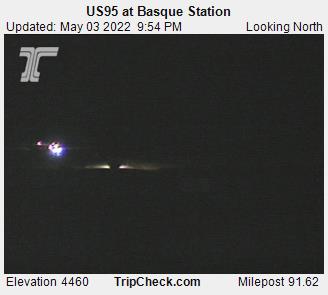 US95 at Basque Station
Updated: May 03 2022 9:54 PM Looking North
Elevation 4460 TripCheck.com Milepost 91.62